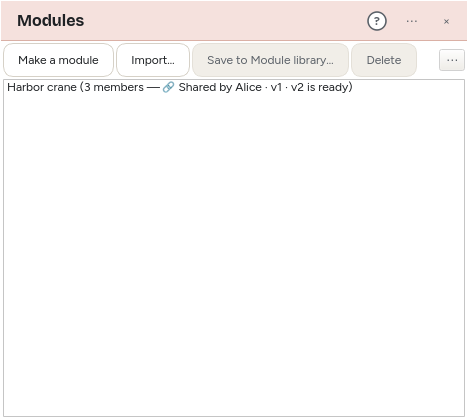 Modules
? ... ×
Make a module Import... Save to Module library... Delete ...
Harbor crane (3 members — 🔗 Shared by Alice · v1 · v2 is ready)